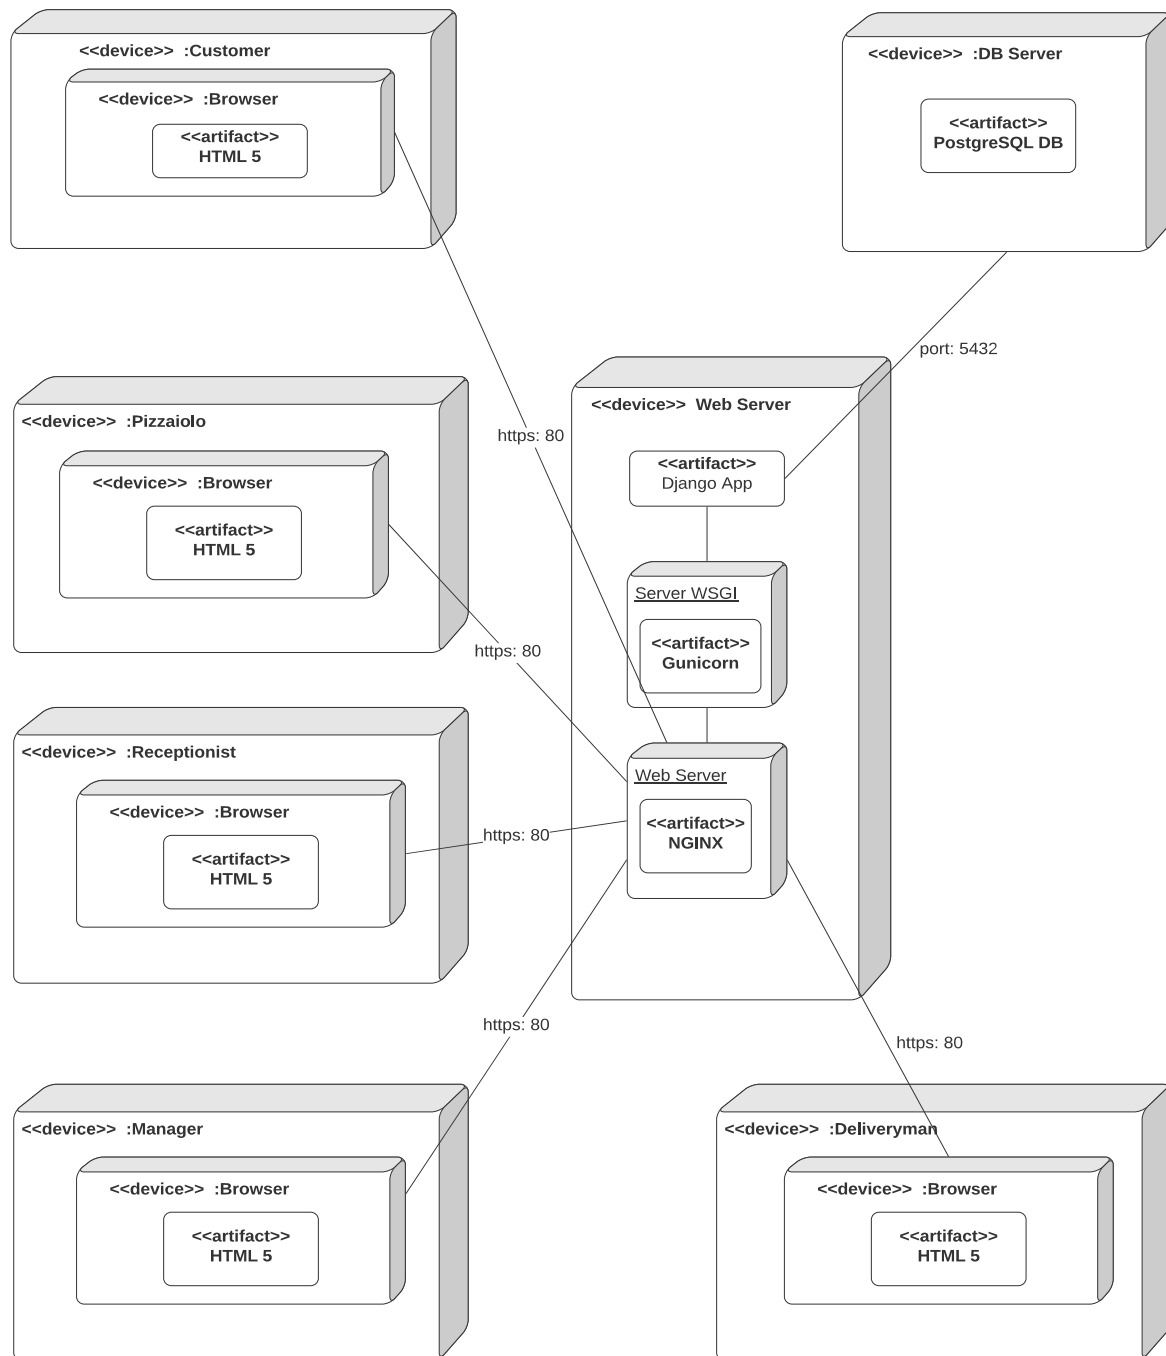 <<device>> :Customer
<<device>> :Browser
<<artifact>>
HTML 5
<<device>> :DB Server
<<artifact>>
PostgreSQL DB
port: 5432
https: 80
<<device>> :Pizzaiolo
<<device>> :Browser
<<artifact>>
HTML 5
https: 80
<<device>> Web Server
<<artifact>>
Django App
Server WSGI
<<artifact>>
Gunicorn
Web Server
<<artifact>>
NGINX
<<device>> :Receptionist
<<device>> :Browser
<<artifact>>
HTML 5
https: 80
https: 80
https: 80
<<device>> :Manager
<<device>> :Browser
<<artifact>>
HTML 5
<<device>> :Deliveryman
<<device>> :Browser
<<artifact>>
HTML 5